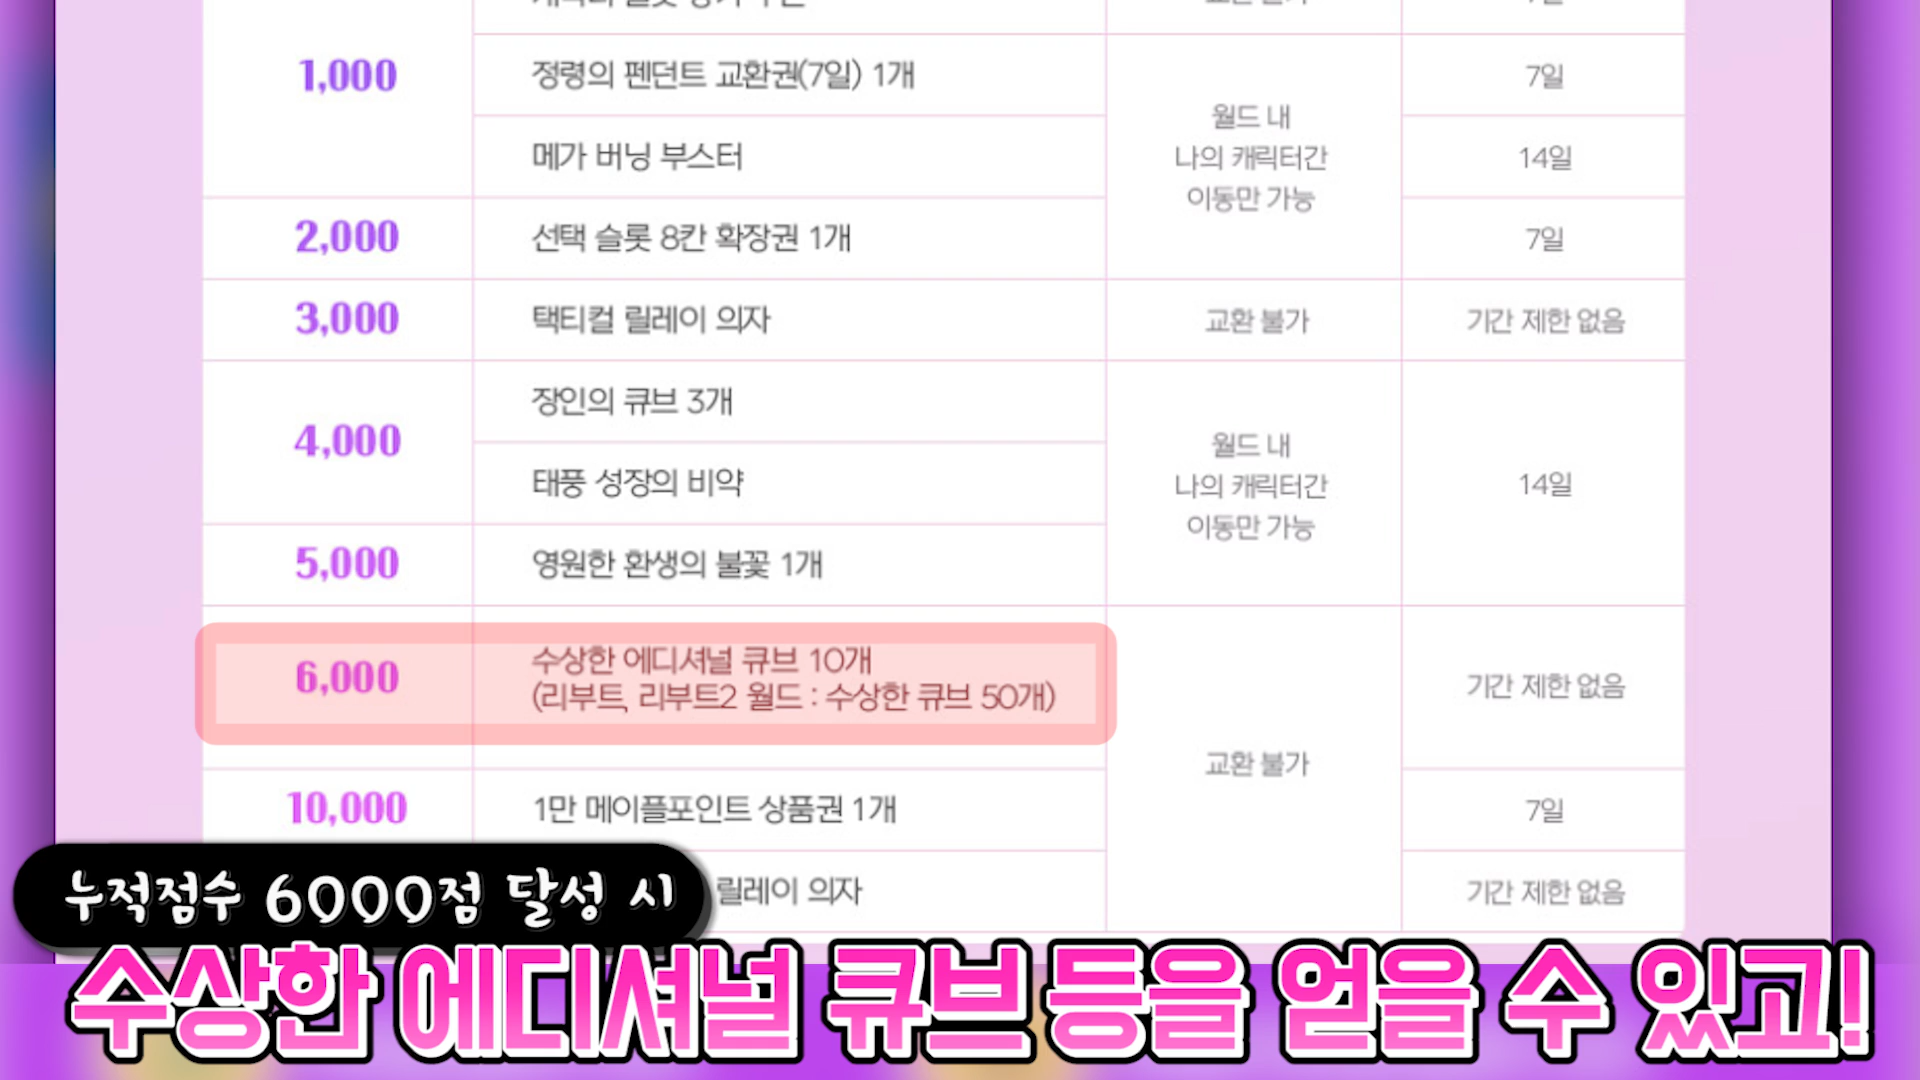 1,000
정령의 펜던트 교환권(7일) 1개
7일
메가 버닝 부스터
월드 내
나의 캐릭터간
이동만 가능
14일
2,000
선택 슬롯 8칸 확장권 1개
7일
3,000
택티컬 릴레이 의자
교환 불가
기간 제한 없음
4,000
장인의 큐브 3개
태풍 성장의 비약
월드 내
나의 캐릭터간
이동만 가능
14일
5,000
영원한 환생의 불꽃 1개
6,000
수상한 에디셔널 큐브 10개
(리부트, 리부트2 월드 : 수상한 큐브 50개)
기간 제한 없음
교환 불가
10,000
1만 메이플포인트 상품권 1개
7일
릴레이 의자
기간 제한 없음
누적점수 6000점 달성 시
수상한 에디셔널 큐브 등을 얻을 수 있고!